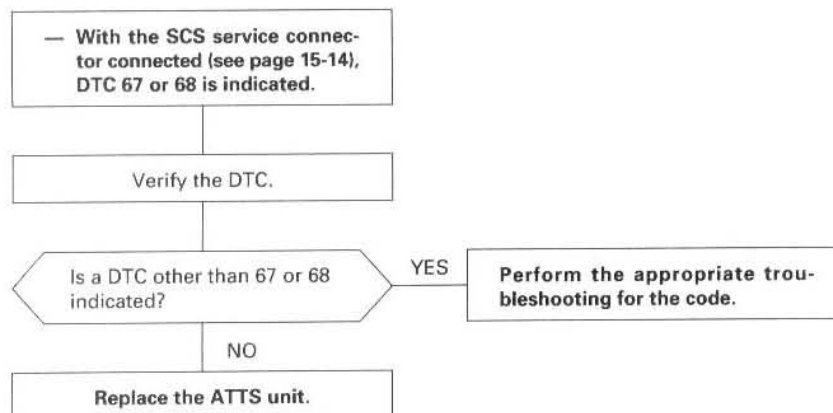 — With the SCS service connec-
tor connected (see page 15-14),
DTC 67 or 68 is indicated.
Verify the DTC.
Is a DTC other than 67 or 68
indicated?
YES
Perform the appropriate trou-
bleshooting for the code.
NO
Replace the ATTS unit.